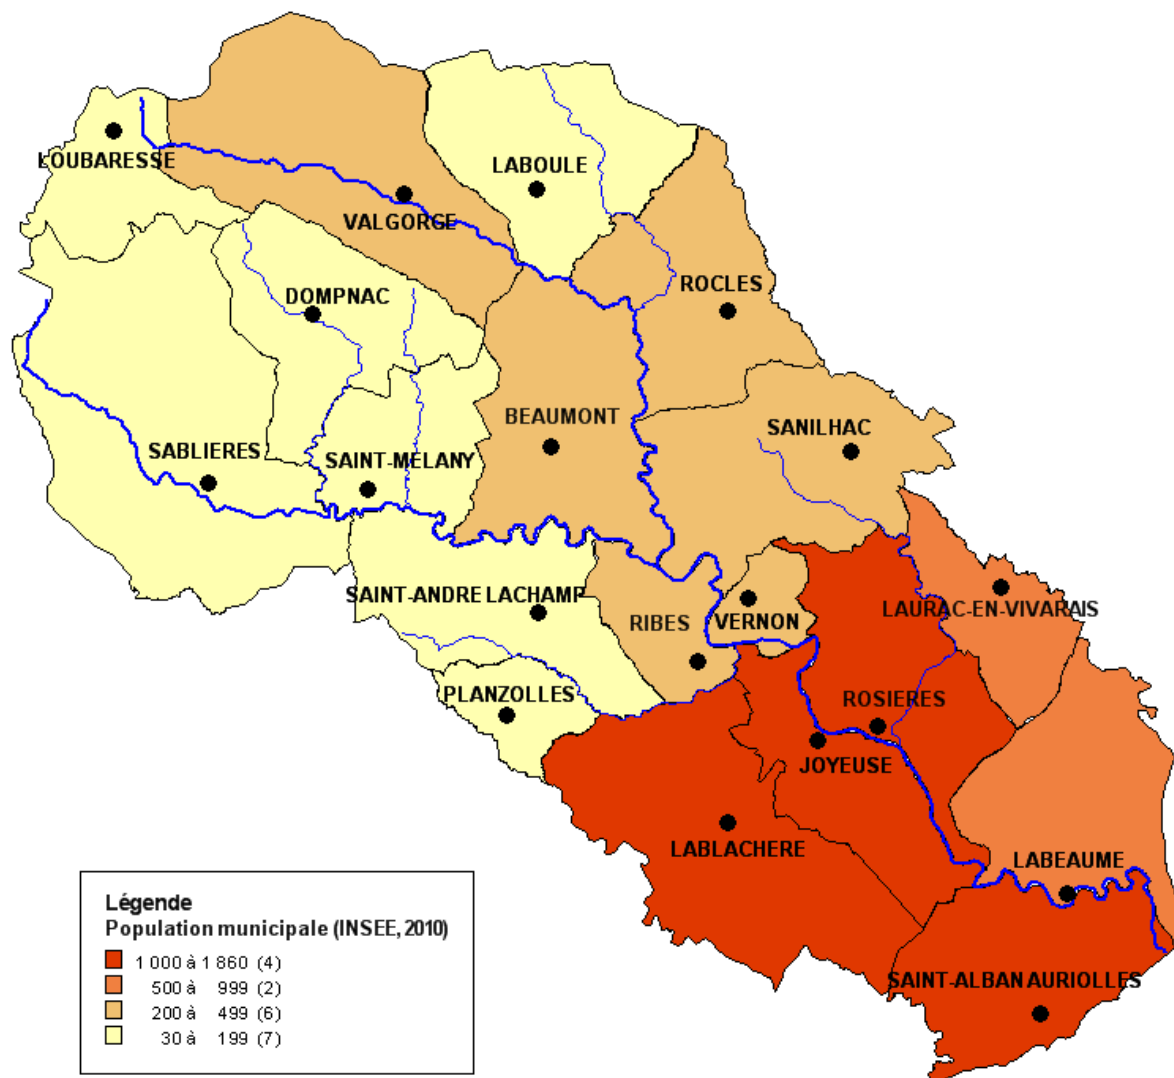 LOUBARESSE
LABOULE
VALGORGE
ROCLES
DOMPNAC
BEAUMONT
SANILHAC
SABLIERES
SAINT-MELANY
SAINT-ANDRE LACHAMP
LAURAC-EN-VIVARAIS
RIBES
VERNON
PLANZOLLES
ROSIERES
JOYEUSE
LABLACHERE
LABEAUME
SAINT-ALBAN AURIOLLES
Légende
Population municipale (INSEE, 2010)
1 000 à 1 860 (4)
500 à 999 (2)
200 à 499 (6)
30 à 199 (7)